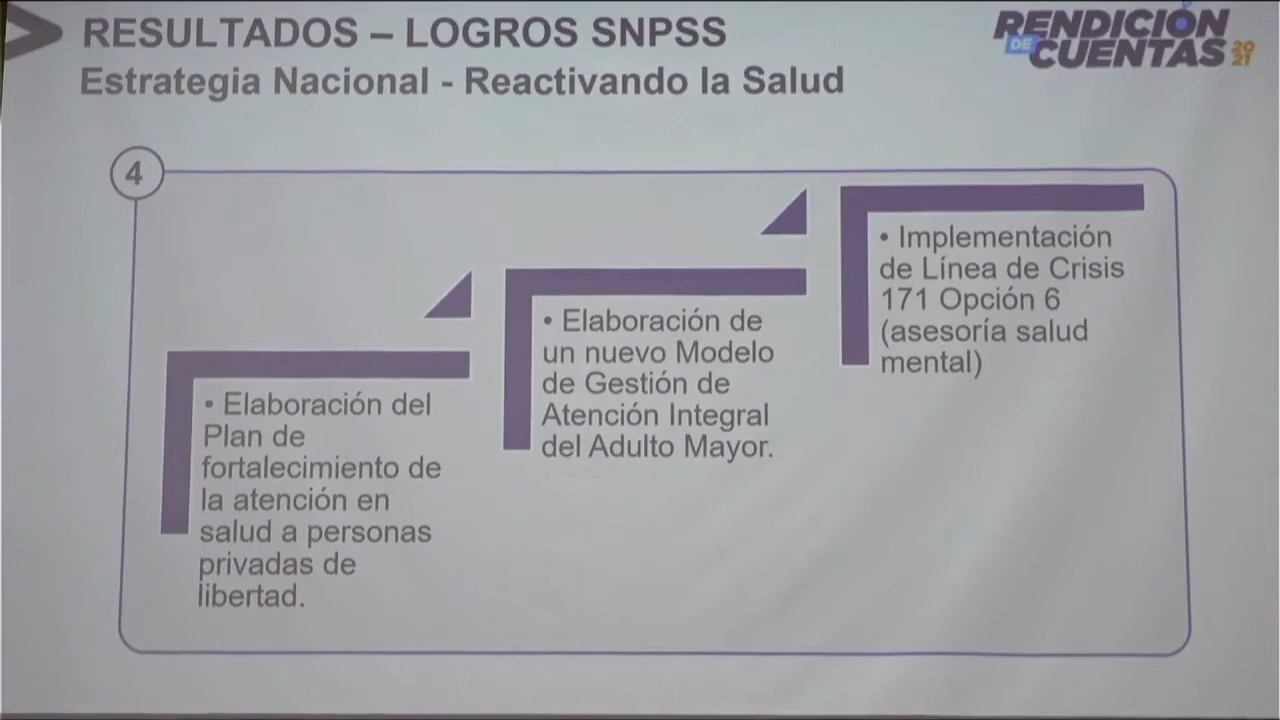 RESULTADOS – LOGROS SNPSS
Estrategia Nacional - Reactivando la Salud
RENDICIÓN
DE CUENTAS 2021
4
• Elaboración del
Plan de
fortalecimiento de
la atención en
salud a personas
privadas de
libertad.
• Elaboración de
un nuevo Modelo
de Gestión de
Atención Integral
del Adulto Mayor.
• Implementación
de Línea de Crisis
171 Opción 6
(asesoría salud
mental)